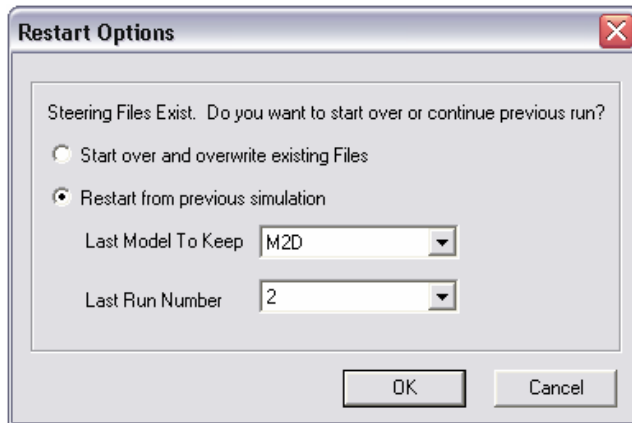 Restart Options
Steering Files Exist.  Do you want to start over or continue previous run?
Start over and overwrite existing Files
Restart from previous simulation
Last Model To Keep M2D
Last Run Number 2
OK Cancel